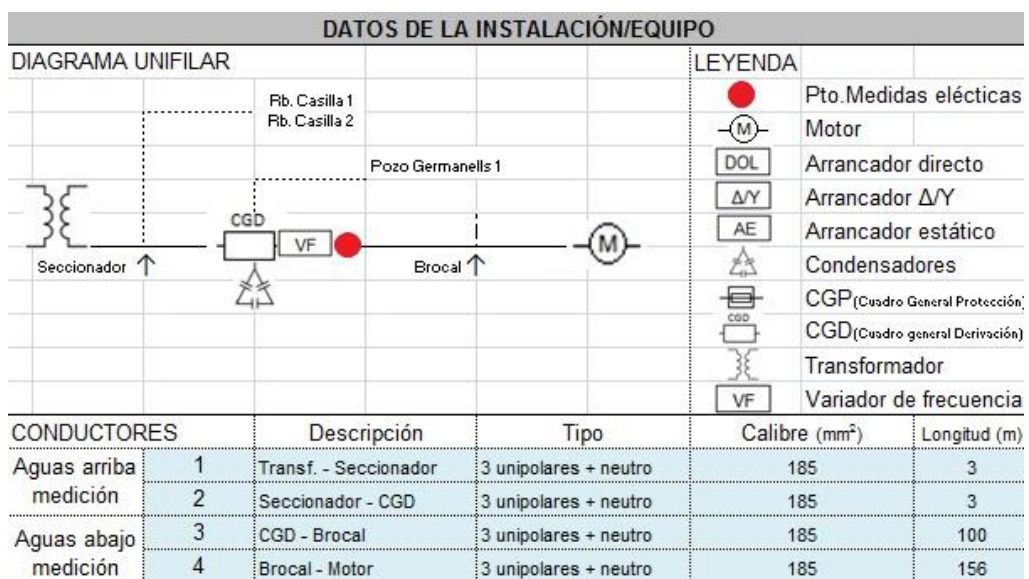 DATOS DE LA INSTALACIÓN/EQUIPO
DIAGRAMA UNIFILAR
Rb. Casilla 1
Rb. Casilla 2
Pozo Germanells 1
CGD
VF
M
Seccionador
Brocal
LEYENDA
Pto.Medidas elécticas
M Motor
DOL Arrancador directo
Δ/Y Arrancador Δ/Y
AE Arrancador estático
Condensadores
CGP(Cuadro General Protección)
CGD CGD(Cuadro general Derivación)
Transformador
VF Variador de frecuencia
CONDUCTORES Descripción Tipo Calibre (mm²) Longitud (m)
Aguas arriba medición
1 Transf. - Seccionador 3 unipolares + neutro 185 3
2 Seccionador - CGD 3 unipolares + neutro 185 3
Aguas abajo medición
3 CGD - Brocal 3 unipolares + neutro 185 100
4 Brocal - Motor 3 unipolares + neutro 185 156